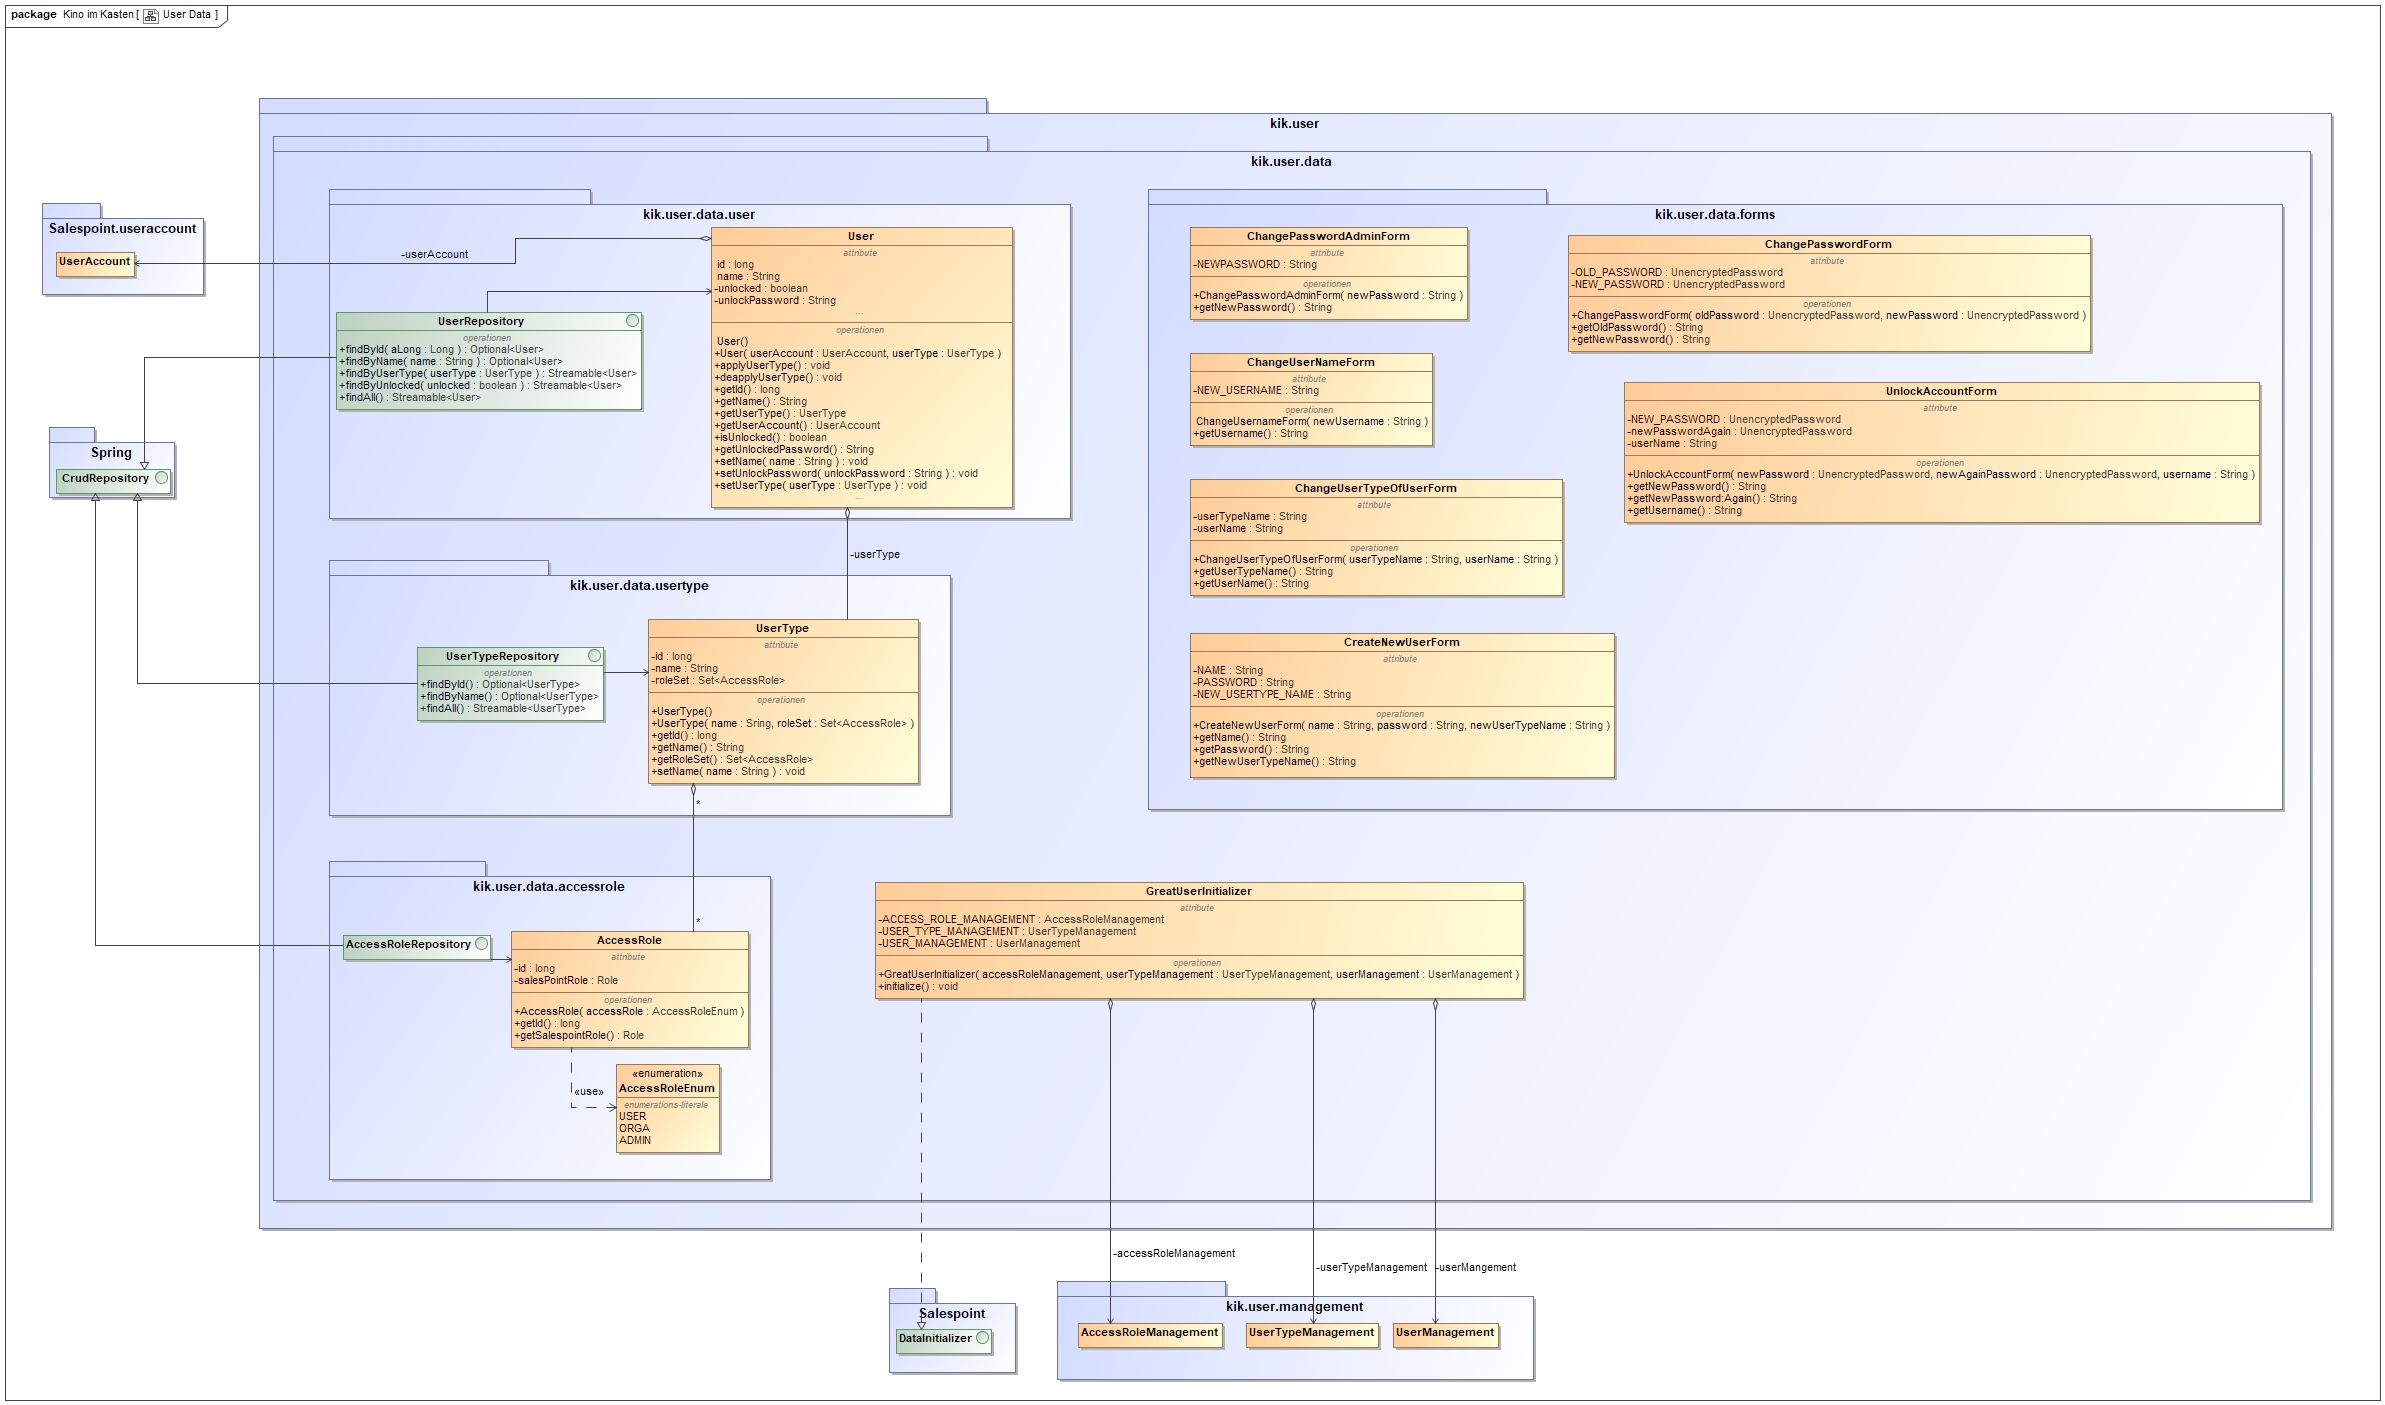 package Kino im Kasten [ User Data ]
kik.user
kik.user.data
Salespoint.useraccount
UserAccount
-userAccount
Spring
CrudRepository
kik.user.data.user
User
attribute
id : long
name : String
-unlocked : boolean
-unlockPassword : String
...
operationen
User()
+User( userAccount : UserAccount, userType : UserType )
+applyUserType() : void
+deapplyUserType() : void
+getId() : long
+getName() : String
+getUserType() : UserType
+getUserAccount() : UserAccount
+isUnlocked() : boolean
+getUnlockedPassword() : String
+setName( name : String ) : void
+setUnlockPassword( unlockPassword : String ) : void
+setUserType( userType : UserType ) : void
...
UserRepository
operationen
+findById( aLong : Long ) : Optional<User>
+findByName( name : String ) : Optional<User>
+findByUserType( userType : UserType ) : Streamable<User>
+findByUnlocked( unlocked : boolean ) : Streamable<User>
+findAll() : Streamable<User>
-userType
kik.user.data.usertype
UserType
attribute
-id : long
-name : String
-roleSet : Set<AccessRole>
operationen
+UserType()
+UserType( name : Sring, roleSet : Set<AccessRole> )
+getId() : long
+getName() : String
+getRoleSet() : Set<AccessRole>
+setName( name : String ) : void
UserTypeRepository
operationen
+findById() : Optional<UserType>
+findByName() : Optional<UserType>
+findAll() : Streamable<UserType>
*
*
kik.user.data.accessrole
AccessRoleRepository
AccessRole
attribute
-id : long
-salesPointRole : Role
operationen
+AccessRole( accessRole : AccessRoleEnum )
+getId() : long
+getSalespointRole() : Role
«use»
«enumeration»
AccessRoleEnum
enumerations-literale
USER
ORGA
ADMIN
kik.user.data.forms
ChangePasswordAdminForm
attribute
-NEWPASSWORD : String
operationen
+ChangePasswordAdminForm( newPassword : String )
+getNewPassword() : String
ChangePasswordForm
attribute
-OLD_PASSWORD : UnencryptedPassword
-NEW_PASSWORD : UnencryptedPassword
operationen
+ChangePasswordForm( oldPassword : UnencryptedPassword, newPassword : UnencryptedPassword )
+getOldPassword() : String
+getNewPassword() : String
ChangeUserNameForm
attribute
-NEW_USERNAME : String
operationen
ChangeUsernameForm( newUsername : String )
+getUsername() : String
UnlockAccountForm
attribute
-NEW_PASSWORD : UnencryptedPassword
-newPasswordAgain : UnencryptedPassword
-userName : String
operationen
+UnlockAccountForm( newPassword : UnencryptedPassword, newAgainPassword : UnencryptedPassword, username : String )
+getNewPassword() : String
+getNewPassword:Again() : String
+getUsername() : String
ChangeUserTypeOfUserForm
attribute
-userTypeName : String
-userName : String
operationen
+ChangeUserTypeOfUserForm( userTypeName : String, userName : String )
+getUserTypeName() : String
+getUserName() : String
CreateNewUserForm
attribute
-NAME : String
-PASSWORD : String
-NEW_USERTYPE_NAME : String
operationen
+CreateNewUserForm( name : String, password : String, newUserTypeName : String )
+getName() : String
+getPassword() : String
+getNewUserTypeName() : String
GreatUserInitializer
attribute
-ACCESS_ROLE_MANAGEMENT : AccessRoleManagement
-USER_TYPE_MANAGEMENT : UserTypeManagement
-USER_MANAGEMENT : UserManagement
operationen
+GreatUserInitializer( accessRoleManagement, userTypeManagement : UserTypeManagement, userManagement : UserManagement )
+initialize() : void
-accessRoleManagement
-userTypeManagement
-userMangement
Salespoint
DataInitializer
kik.user.management
AccessRoleManagement
UserTypeManagement
UserManagement